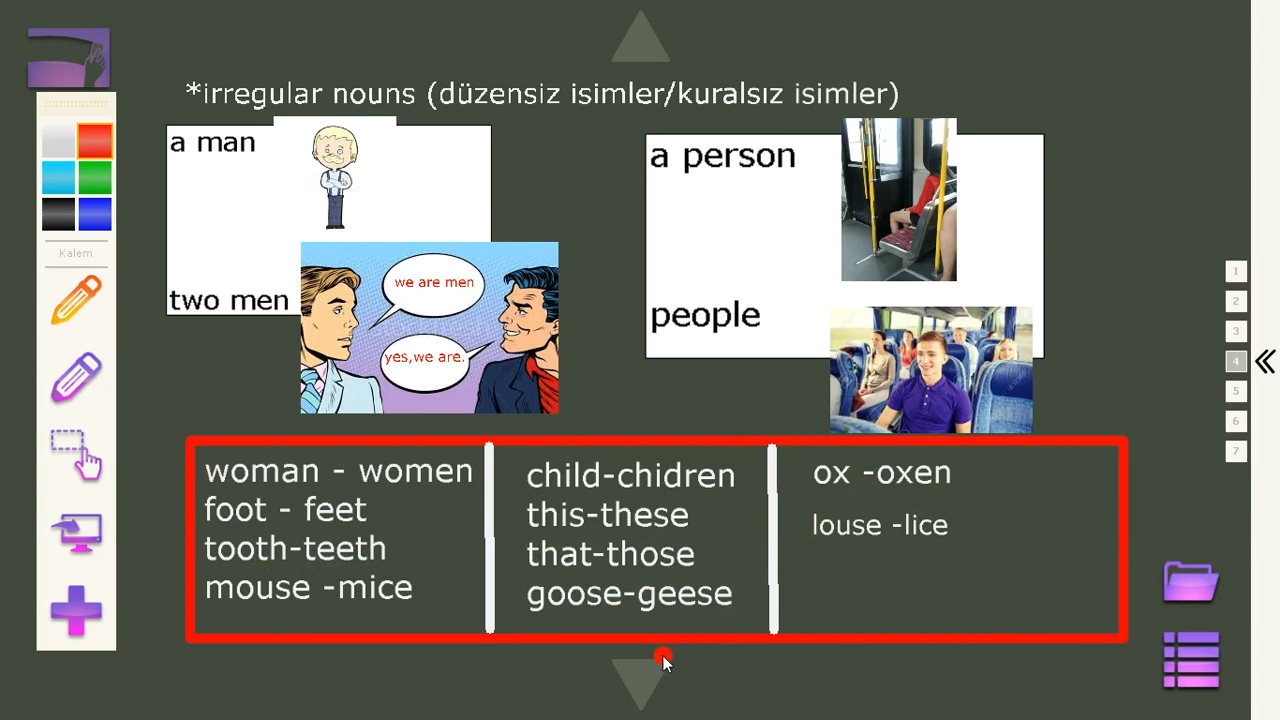 *irregular nouns (düzensiz isimler/kuralsız isimler)
a man
we are men
yes,we are.
two men
a person
people
woman - women
foot - feet
tooth-teeth
mouse -mice
child-chidren
this-these
that-those
goose-geese
ox -oxen
louse -lice
Kalem
1
2
3
4
5
6
7